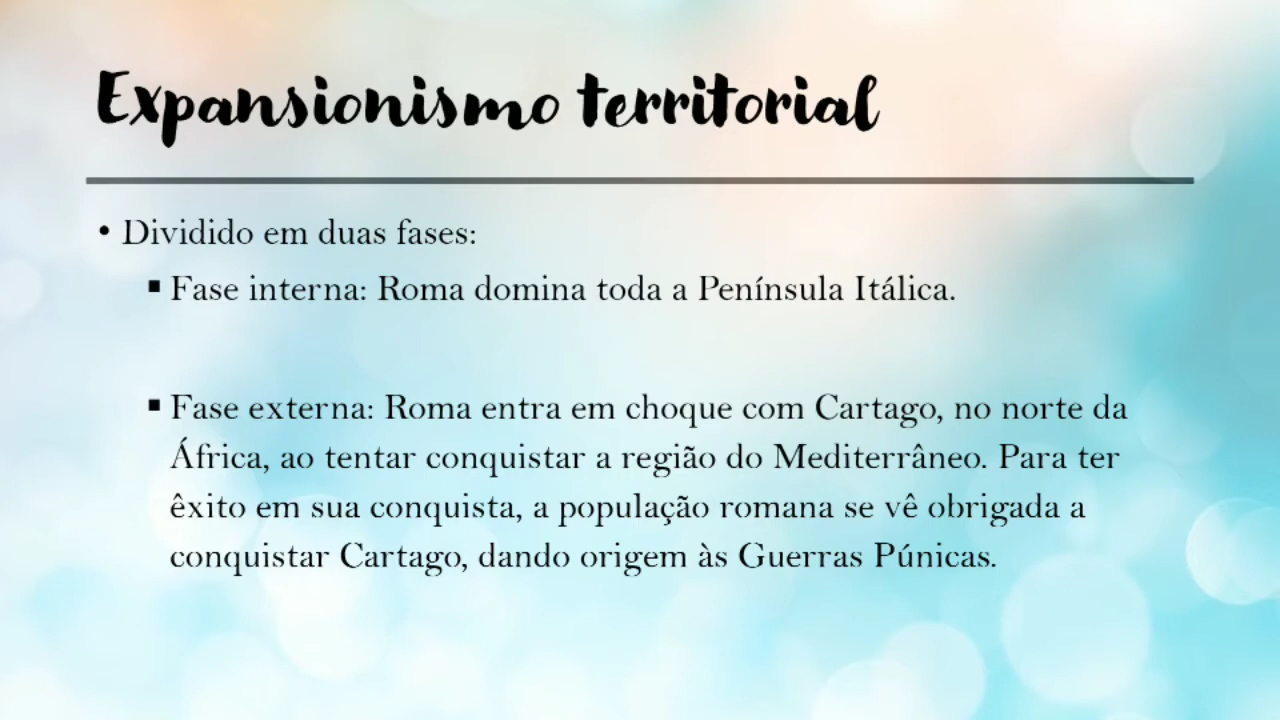 Expansionismo territorial
• Dividido em duas fases:
▪ Fase interna: Roma domina toda a Península Itálica.
▪ Fase externa: Roma entra em choque com Cartago, no norte da
África, ao tentar conquistar a região do Mediterrâneo. Para ter
êxito em sua conquista, a população romana se vê obrigada a
conquistar Cartago, dando origem às Guerras Púnicas.